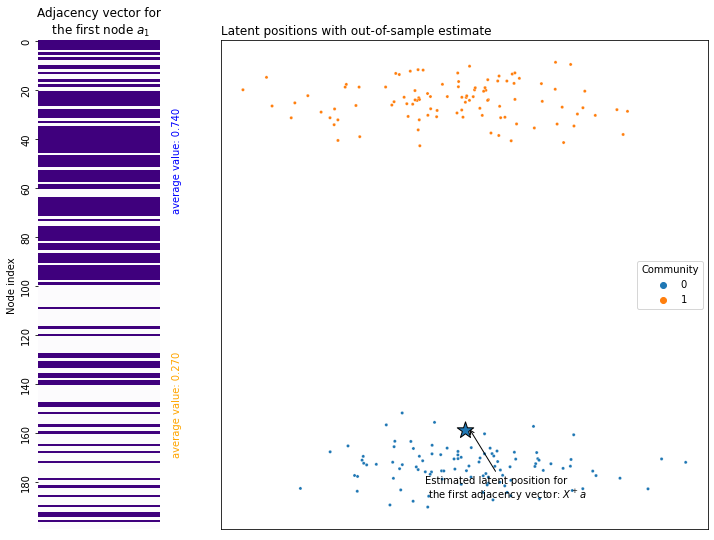 Adjacency vector for
the first node a₁
Node index
0
20
40
60
80
100
120
140
160
180
average value: 0.740
average value: 0.270
Latent positions with out-of-sample estimate
Community
0
1
Estimated latent position for
the first adjacency vector: X⁺ a